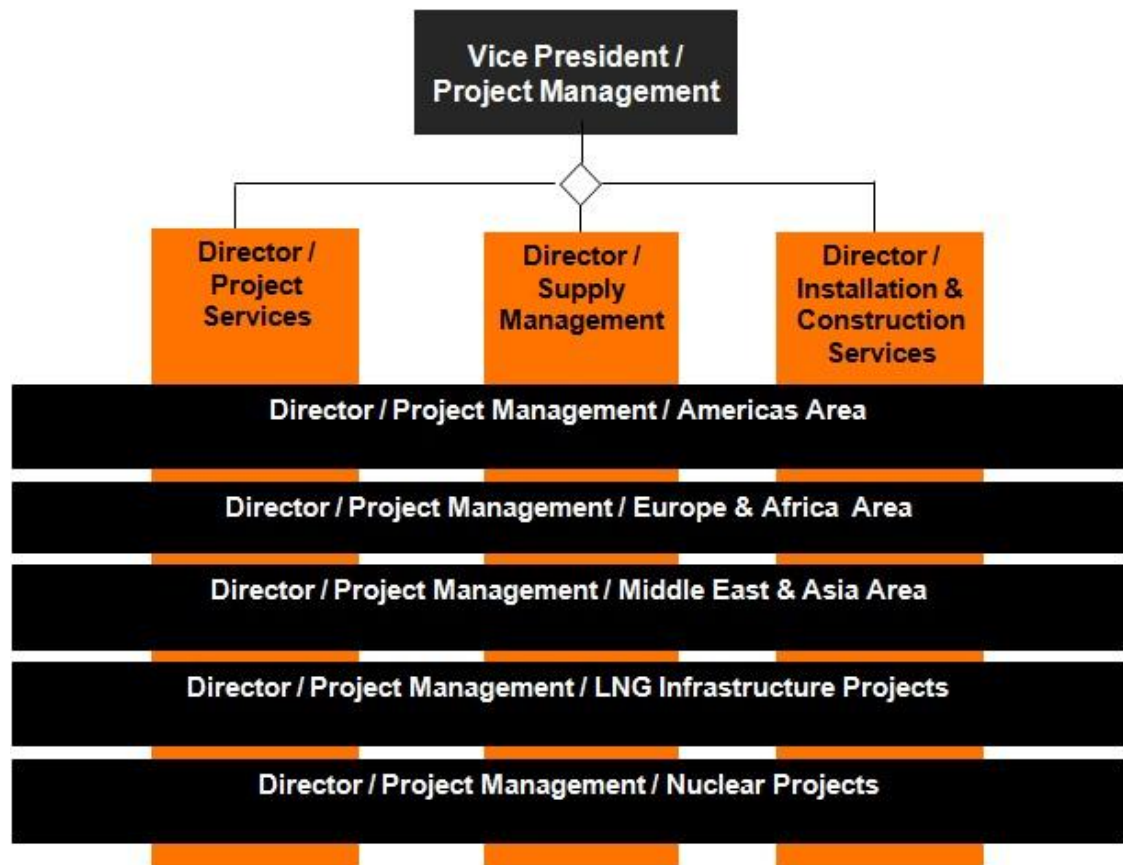 Vice President /
Project Management
Director /
Project
Services
Director /
Supply
Management
Director /
Installation &
Construction
Services
Director / Project Management / Americas Area
Director / Project Management / Europe & Africa Area
Director / Project Management / Middle East & Asia Area
Director / Project Management / LNG Infrastructure Projects
Director / Project Management / Nuclear Projects